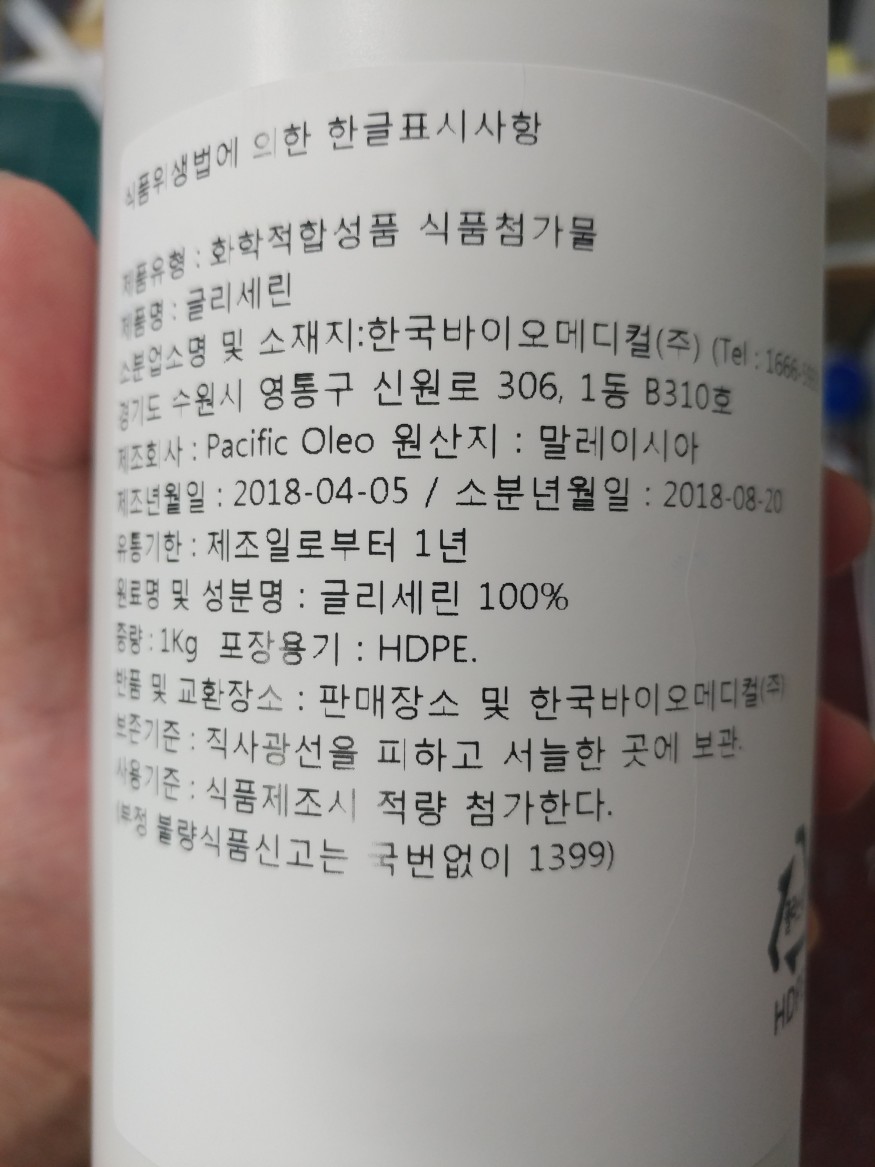 식품위생법에 의한 한글표시사항
제품유형 : 화학적합성품 식품첨가물
제품명 : 글리세린
소분업소명 및 소재지:한국바이오메디컬(주) (Tel : 1666-
경기도 수원시 영통구 신원로 306, 1동 B310호
제조회사 : Pacific Oleo 원산지 : 말레이시아
제조년월일 : 2018-04-05 / 소분년월일 : 2018-08-20
유통기한 : 제조일로부터 1년
원료명 및 성분명 : 글리세린 100%
중량 : 1Kg 포장용기 : HDPE.
반품 및 교환장소 : 판매장소 및 한국바이오메디컬(주)
보존기준 : 직사광선을 피하고 서늘한 곳에 보관.
사용기준 : 식품제조시 적량 첨가한다.
(부정 불량식품신고는 국번없이 1399)